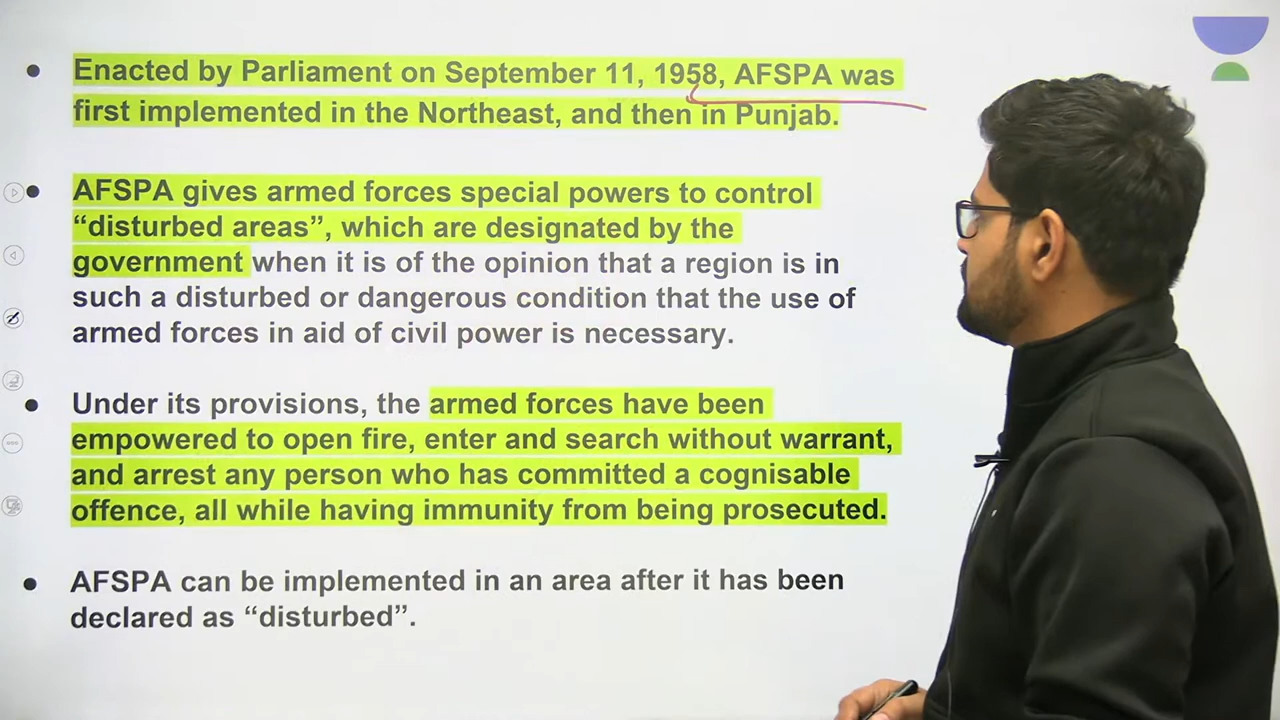 Enacted by Parliament on September 11, 1958, AFSPA was
first implemented in the Northeast, and then in Punjab.
AFSPA gives armed forces special powers to control
“disturbed areas”, which are designated by the
government when it is of the opinion that a region is in
such a disturbed or dangerous condition that the use of
armed forces in aid of civil power is necessary.
Under its provisions, the armed forces have been
empowered to open fire, enter and search without warrant,
and arrest any person who has committed a cognisable
offence, all while having immunity from being prosecuted.
AFSPA can be implemented in an area after it has been
declared as “disturbed”.